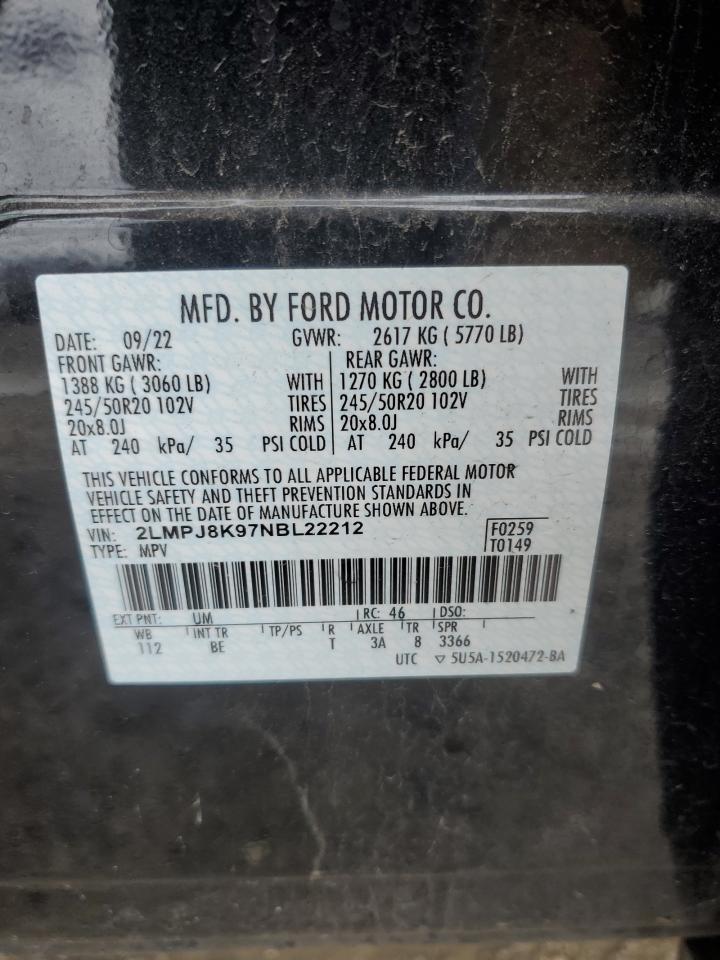 MFD. BY FORD MOTOR CO.
DATE: 09/22 GVWR: 2617 KG ( 5770 LB)
FRONT GAWR: REAR GAWR:
1388 KG ( 3060 LB) WITH 1270 KG ( 2800 LB) WITH
245/50R20 102V TIRES 245/50R20 102V TIRES
20x8.0J RIMS 20x8.0J RIMS
AT 240 kPa/ 35 PSI COLD AT 240 kPa/ 35 PSI COLD
THIS VEHICLE CONFORMS TO ALL APPLICABLE FEDERAL MOTOR
VEHICLE SAFETY AND THEFT PREVENTION STANDARDS IN
EFFECT ON THE DATE OF MANUFACTURE SHOWN ABOVE.
VIN: 2LMPJ8K97NBL22212 F0259
TYPE: MPV T0149
EXT PNT: UM RC: 46 DSO:
WB INT TR TP/PS R AXLE TR SPR
112 BE T 3A 8 3366
UTC ▽ 5U5A-1520472-BA